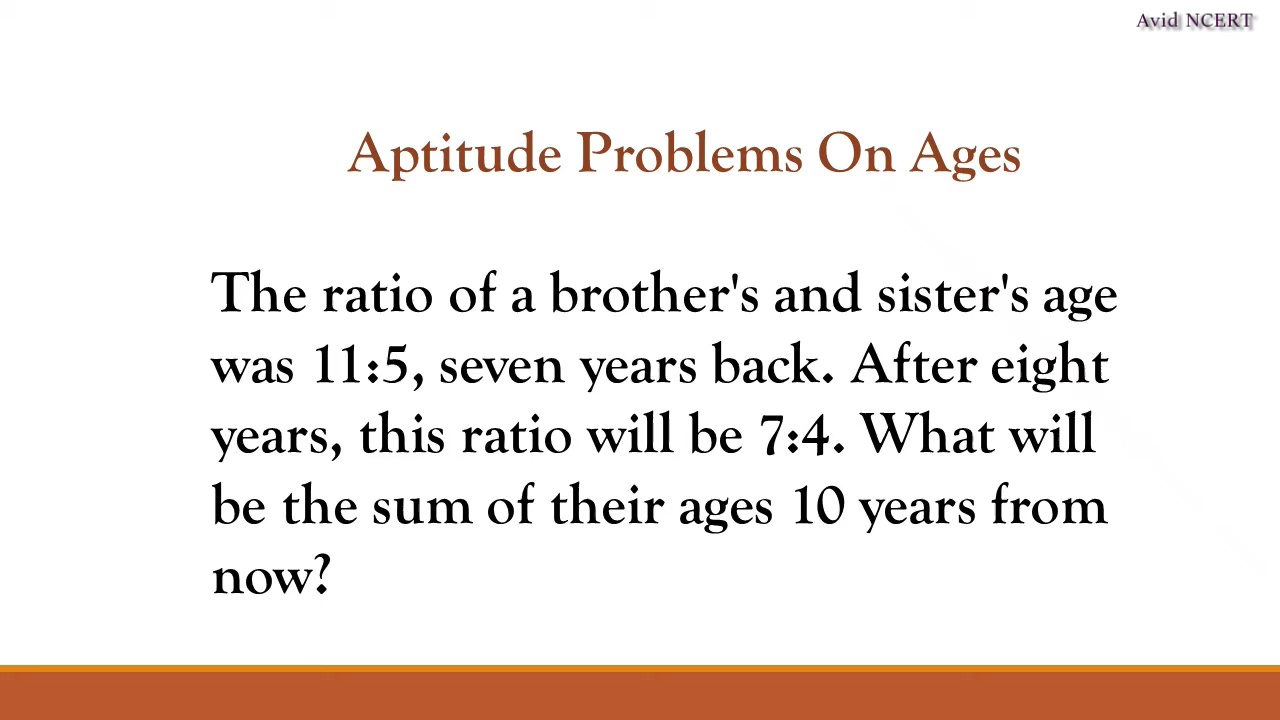 Avid NCERT
Aptitude Problems On Ages
The ratio of a brother's and sister's age
was 11:5, seven years back. After eight
years, this ratio will be 7:4. What will
be the sum of their ages 10 years from
now?